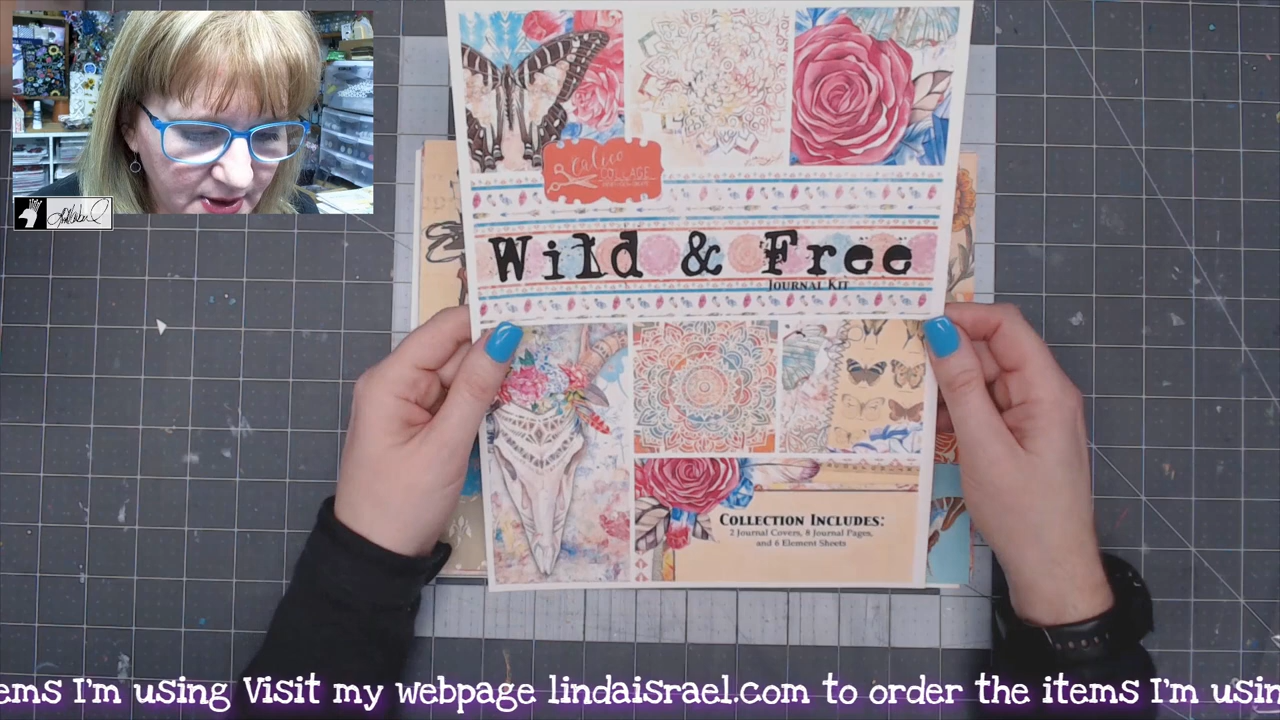 Calico
COLLAGE
Wild & Free
JOURNAL KIT
COLLECTION INCLUDES:
2 Journal Covers, 8 Journal Pages,
and 6 Element Sheets
ems I'm using Visit my webpage lindaisrael.com to order the items I'm usin